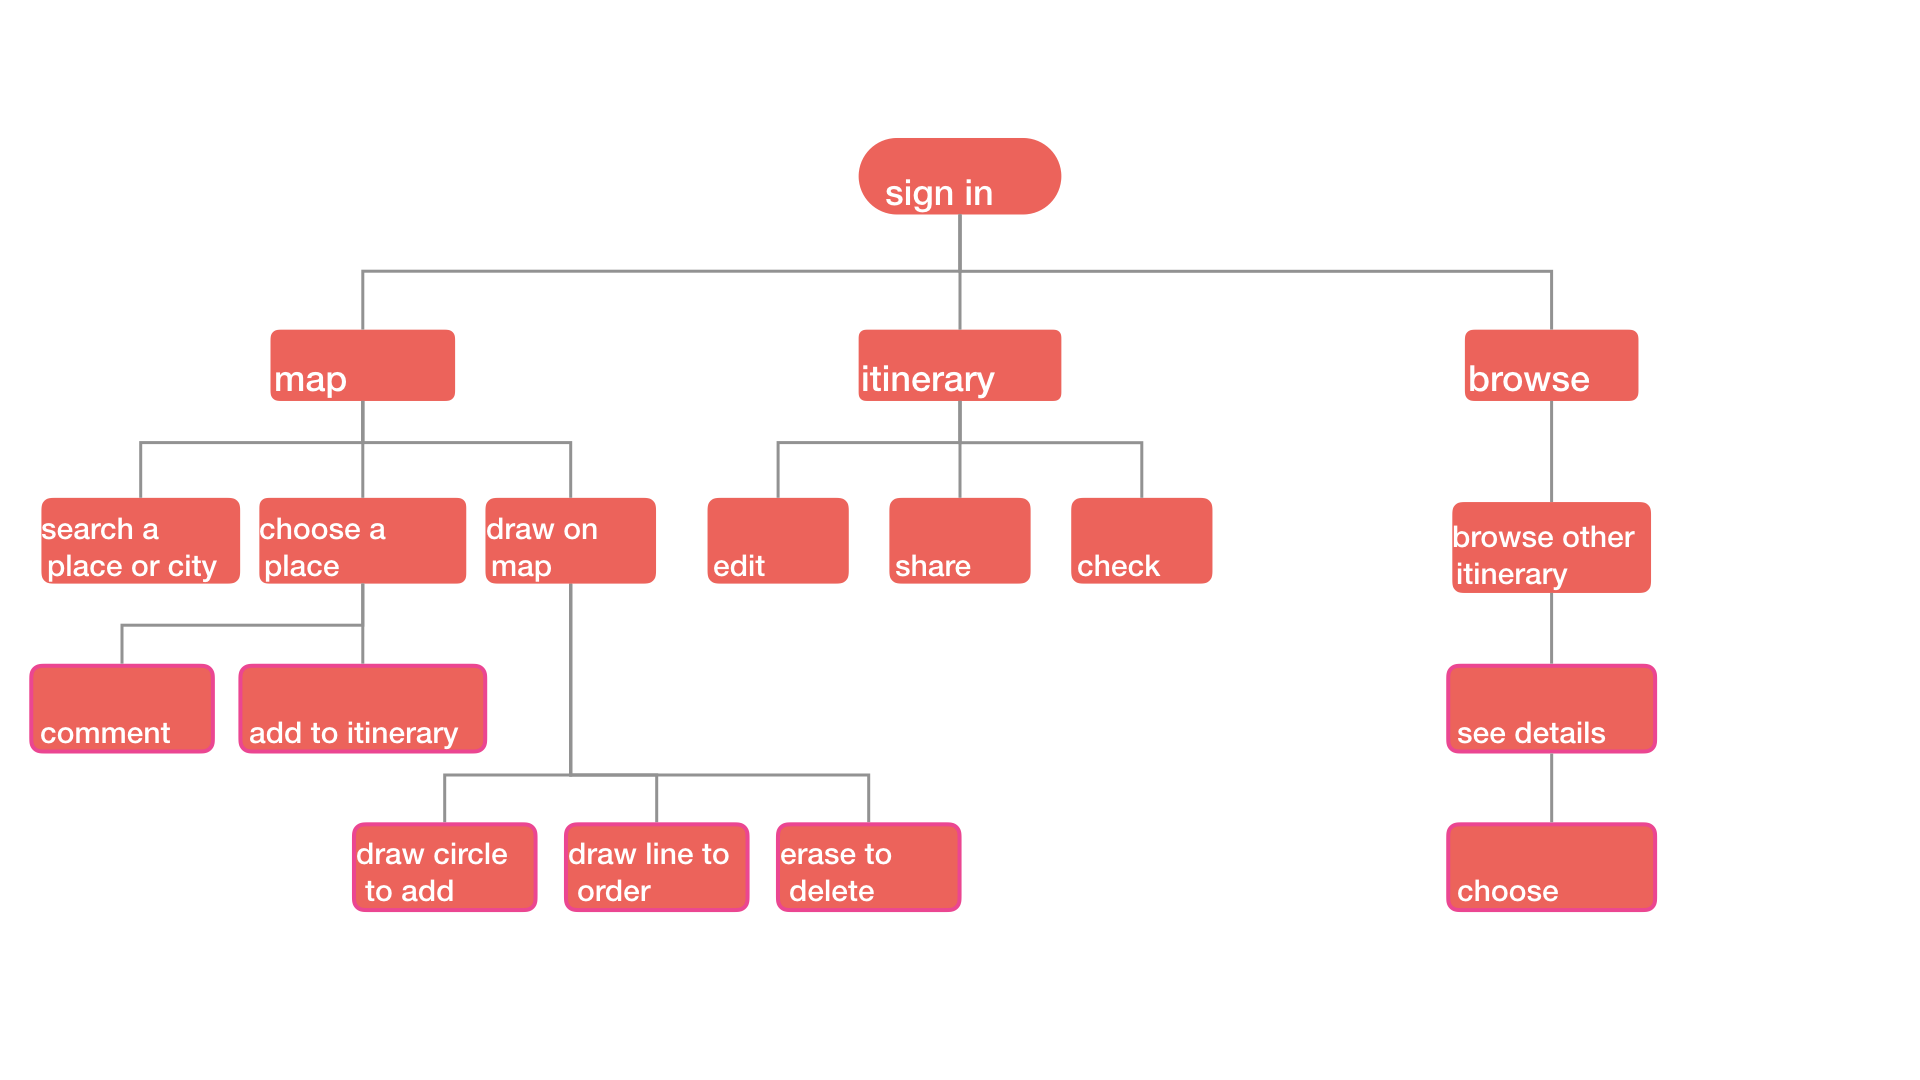 sign in
map
itinerary
browse
search a
place or city
choose a
place
draw on
map
edit
share
check
browse other
itinerary
comment
add to itinerary
see details
draw circle
to add
draw line to
order
erase to
delete
choose